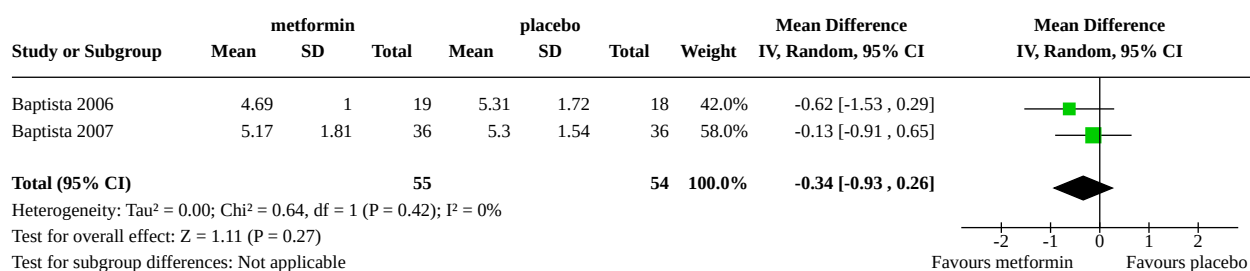 metformin placebo Mean Difference Mean Difference
Study or Subgroup Mean SD Total Mean SD Total Weight IV, Random, 95% CI IV, Random, 95% CI
Baptista 2006 4.69 1 19 5.31 1.72 18 42.0% -0.62 [-1.53 , 0.29]
Baptista 2007 5.17 1.81 36 5.3 1.54 36 58.0% -0.13 [-0.91 , 0.65]
Total (95% CI) 55 54 100.0% -0.34 [-0.93 , 0.26]
Heterogeneity: Tau² = 0.00; Chi² = 0.64, df = 1 (P = 0.42); I² = 0%
Test for overall effect: Z = 1.11 (P = 0.27)
Test for subgroup differences: Not applicable
-2 -1 0 1 2
Favours metformin Favours placebo